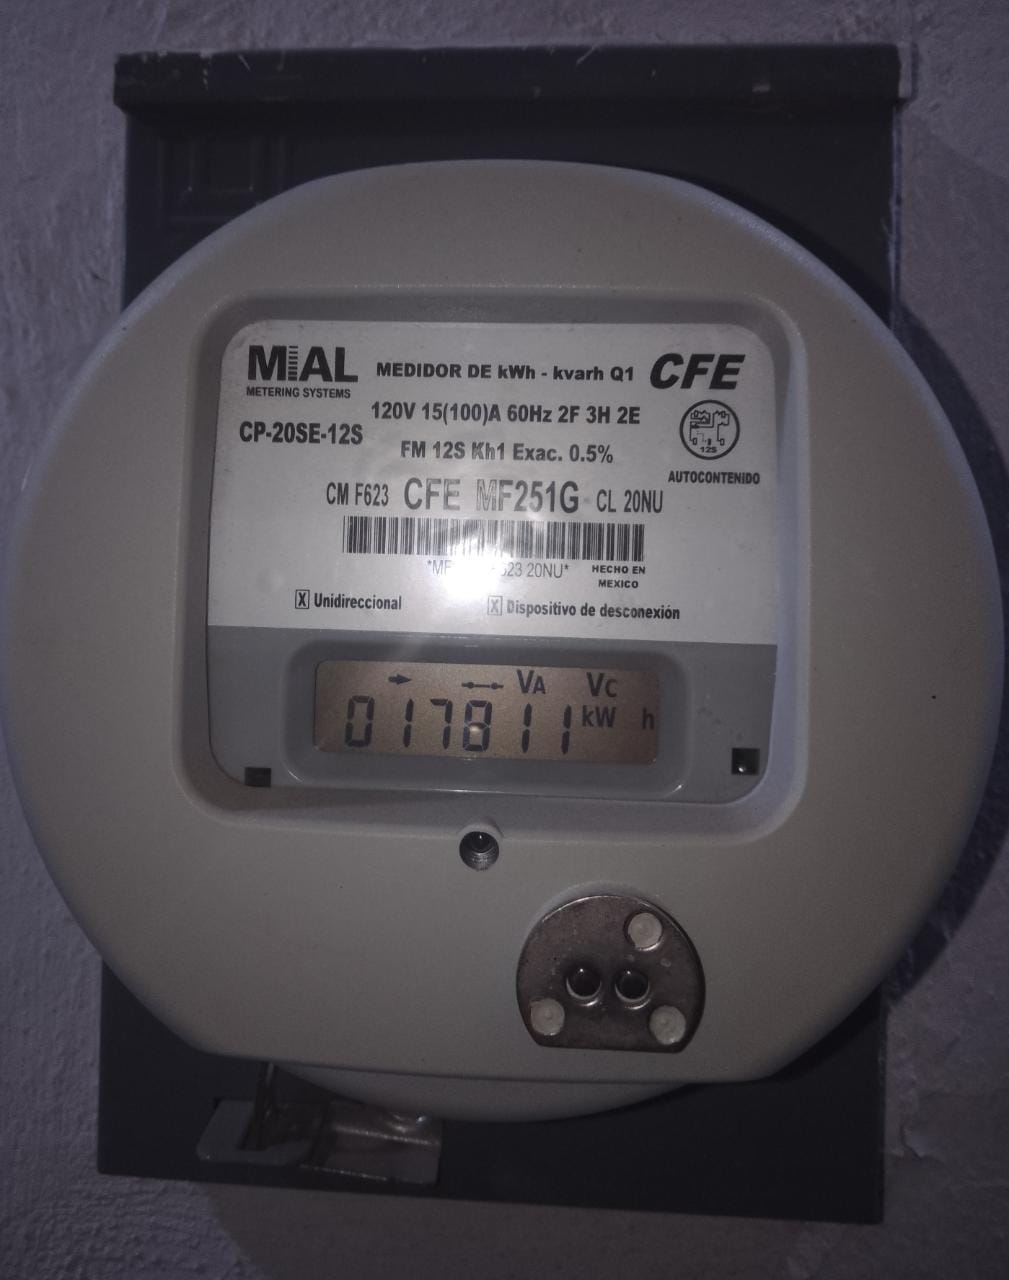 MIAL
METERING SYSTEMS
MEDIDOR DE kWh - kvarh Q1
CFE
120V 15(100)A 60Hz 2F 3H 2E
CP-20SE-12S
FM 12S Kh1 Exac. 0.5%
12S
AUTOCONTENIDO
CM F623 CFE MF251G CL 20NU
623 20NU*
HECHO EN
MEXICO
X Unidireccional
X Dispositivo de desconexión
VA VC
017811 kW h